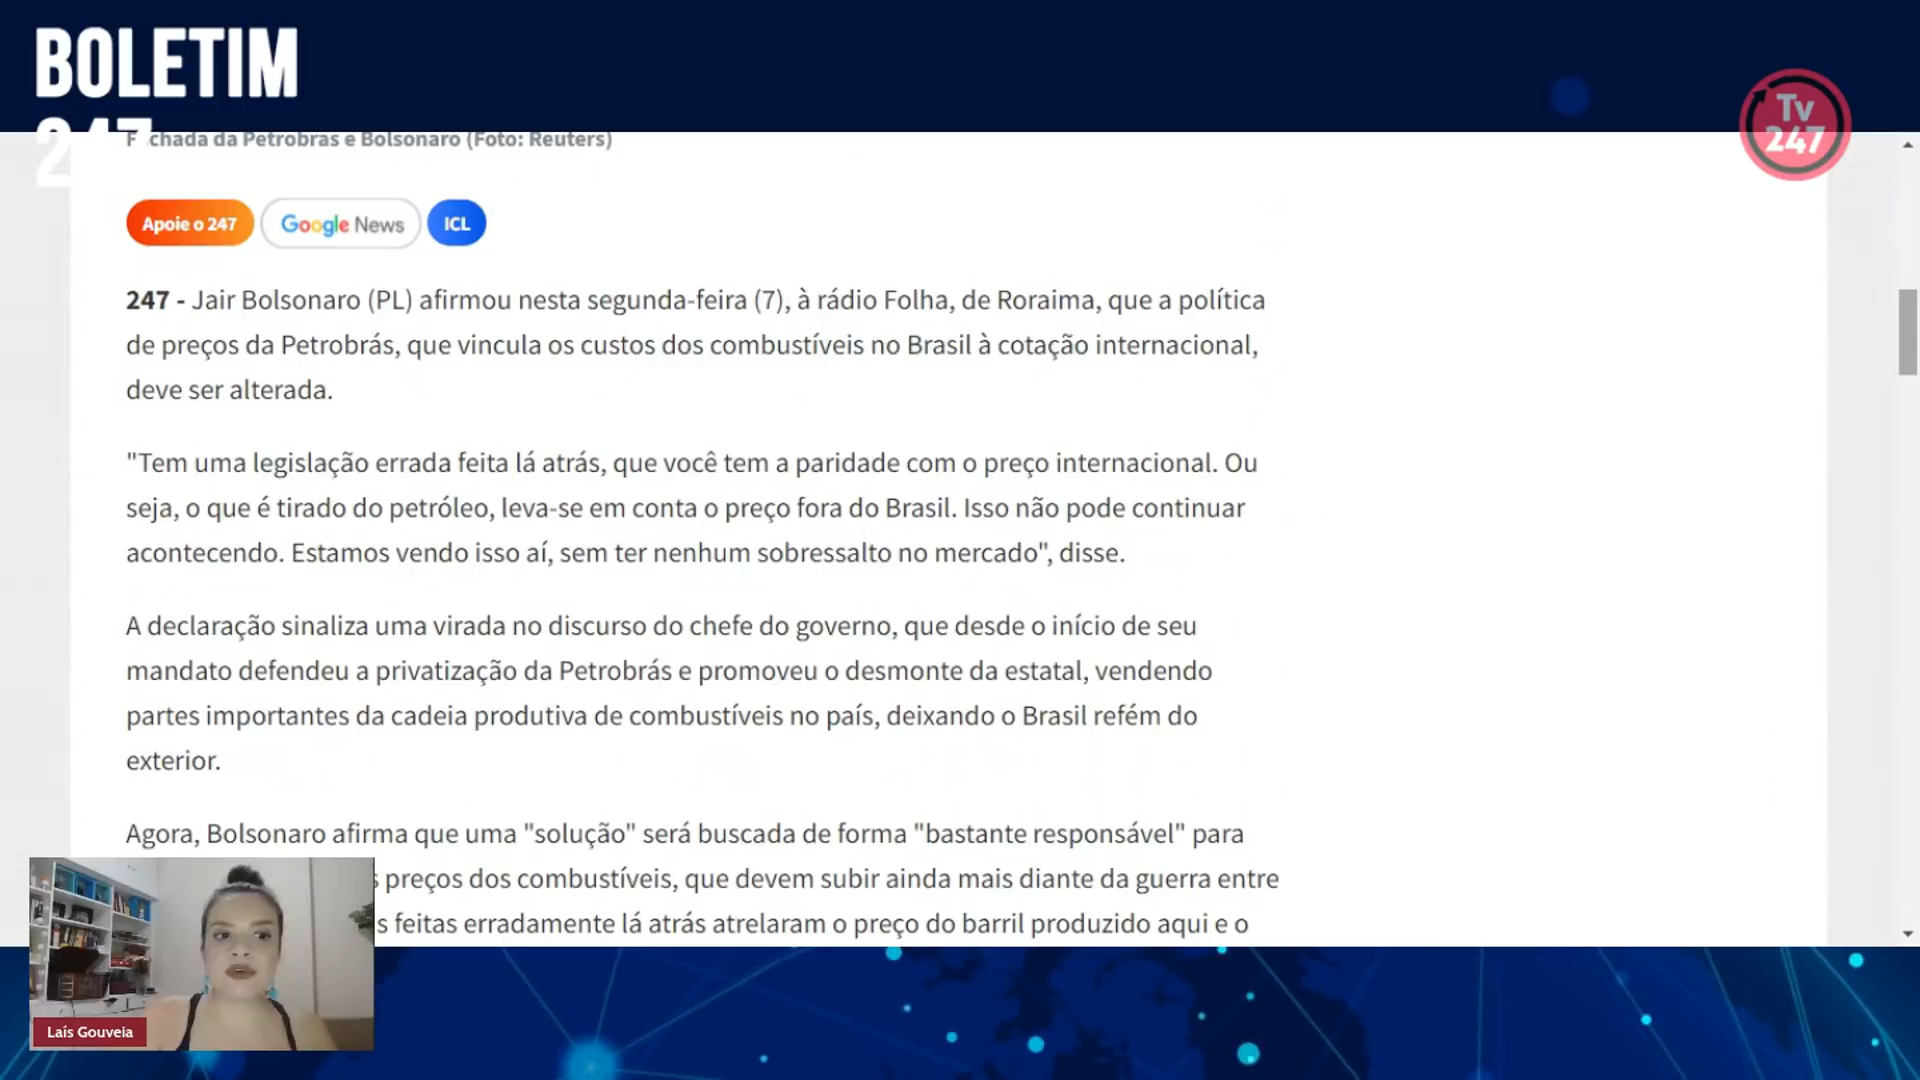 BOLETIM
247
Tv
247
F chada da Petrobras e Bolsonaro (Foto: Reuters)
Apoie o 247
Google News
ICL
247 - Jair Bolsonaro (PL) afirmou nesta segunda-feira (7), à rádio Folha, de Roraima, que a política
de preços da Petrobrás, que vincula os custos dos combustíveis no Brasil à cotação internacional,
deve ser alterada.
"Tem uma legislação errada feita lá atrás, que você tem a paridade com o preço internacional. Ou
seja, o que é tirado do petróleo, leva-se em conta o preço fora do Brasil. Isso não pode continuar
acontecendo. Estamos vendo isso aí, sem ter nenhum sobressalto no mercado", disse.
A declaração sinaliza uma virada no discurso do chefe do governo, que desde o início de seu
mandato defendeu a privatização da Petrobrás e promoveu o desmonte da estatal, vendendo
partes importantes da cadeia produtiva de combustíveis no país, deixando o Brasil refém do
exterior.
Agora, Bolsonaro afirma que uma "solução" será buscada de forma "bastante responsável" para
s preços dos combustíveis, que devem subir ainda mais diante da guerra entre
s feitas erradamente lá atrás atrelaram o preço do barril produzido aqui e o
Laís Gouveia